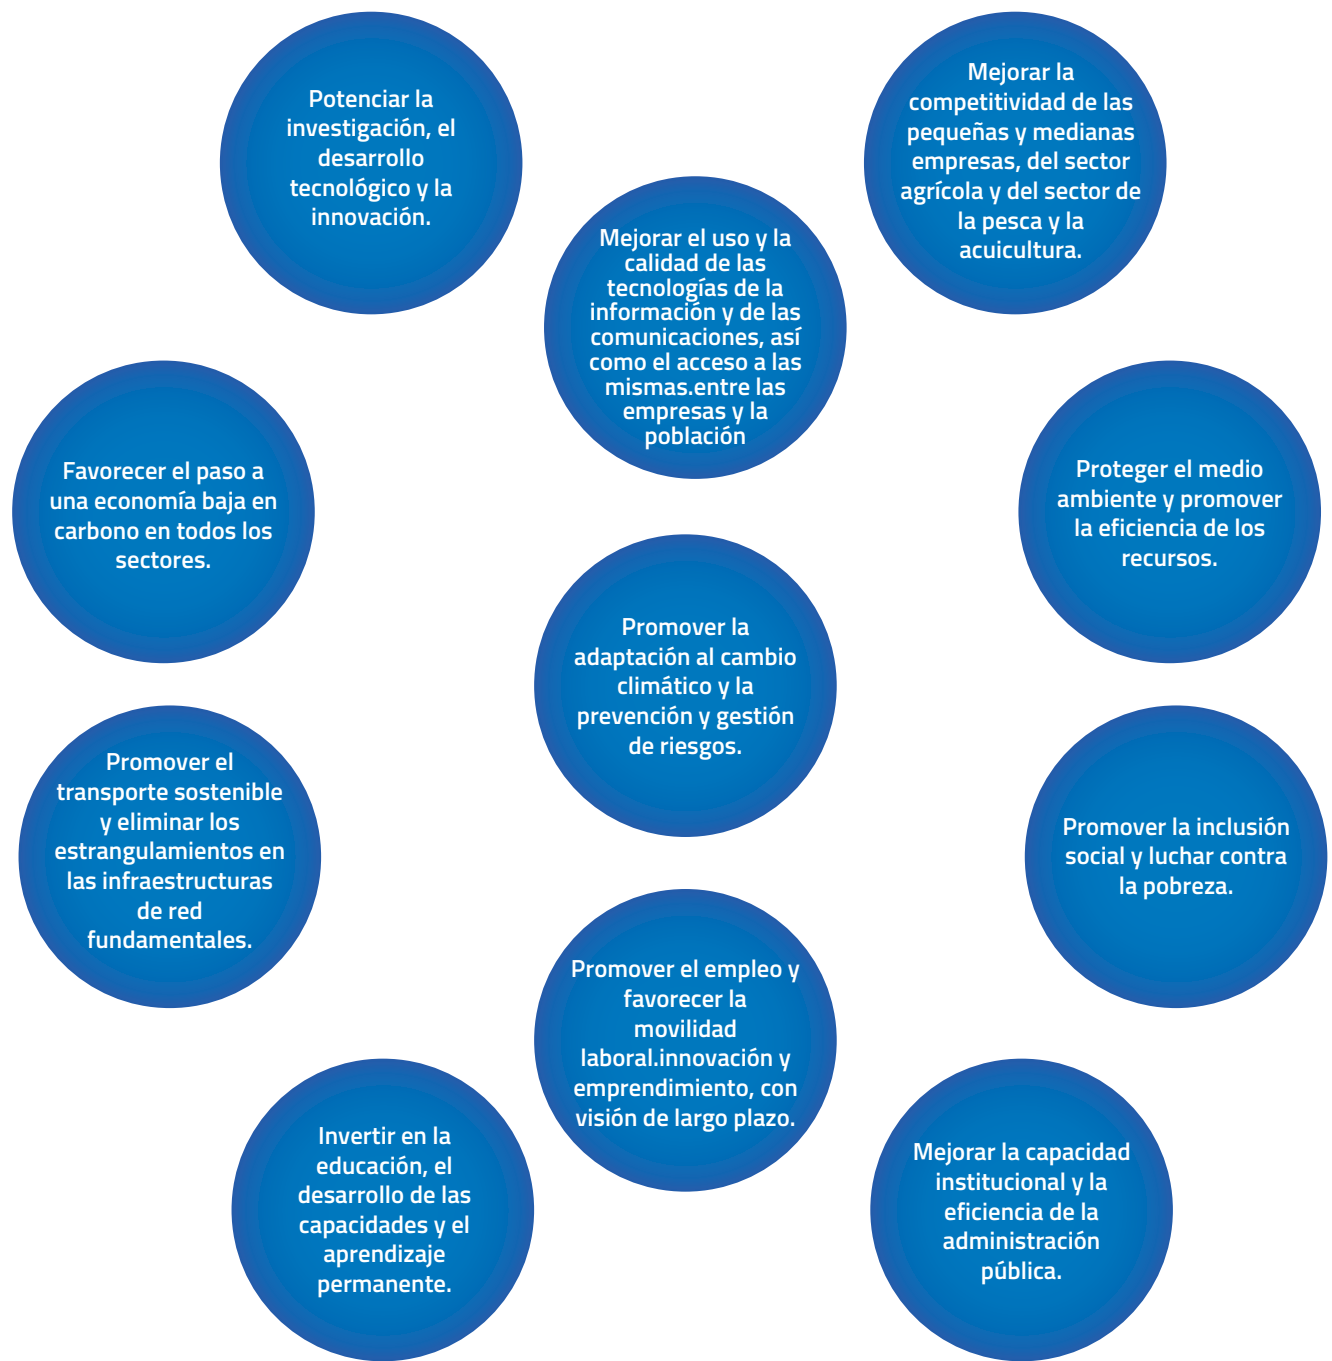 Potenciar la
investigación, el
desarrollo
tecnológico y la
innovación.
Mejorar el uso y la
calidad de las
tecnologías de la
información y de las
comunicaciones, así
como el acceso a las
mismas.entre las
empresas y la
población
Mejorar la
competitividad de las
pequeñas y medianas
empresas, del sector
agrícola y del sector de
la pesca y la
acuicultura.
Favorecer el paso a
una economía baja en
carbono en todos los
sectores.
Promover la
adaptación al cambio
climático y la
prevención y gestión
de riesgos.
Proteger el medio
ambiente y promover
la eficiencia de los
recursos.
Promover el
transporte sostenible
y eliminar los
estrangulamientos en
las infraestructuras
de red
fundamentales.
Promover el empleo y
favorecer la
movilidad
laboral.innovación y
emprendimiento, con
visión de largo plazo.
Promover la inclusión
social y luchar contra
la pobreza.
Invertir en la
educación, el
desarrollo de las
capacidades y el
aprendizaje
permanente.
Mejorar la capacidad
institucional y la
eficiencia de la
administración
pública.